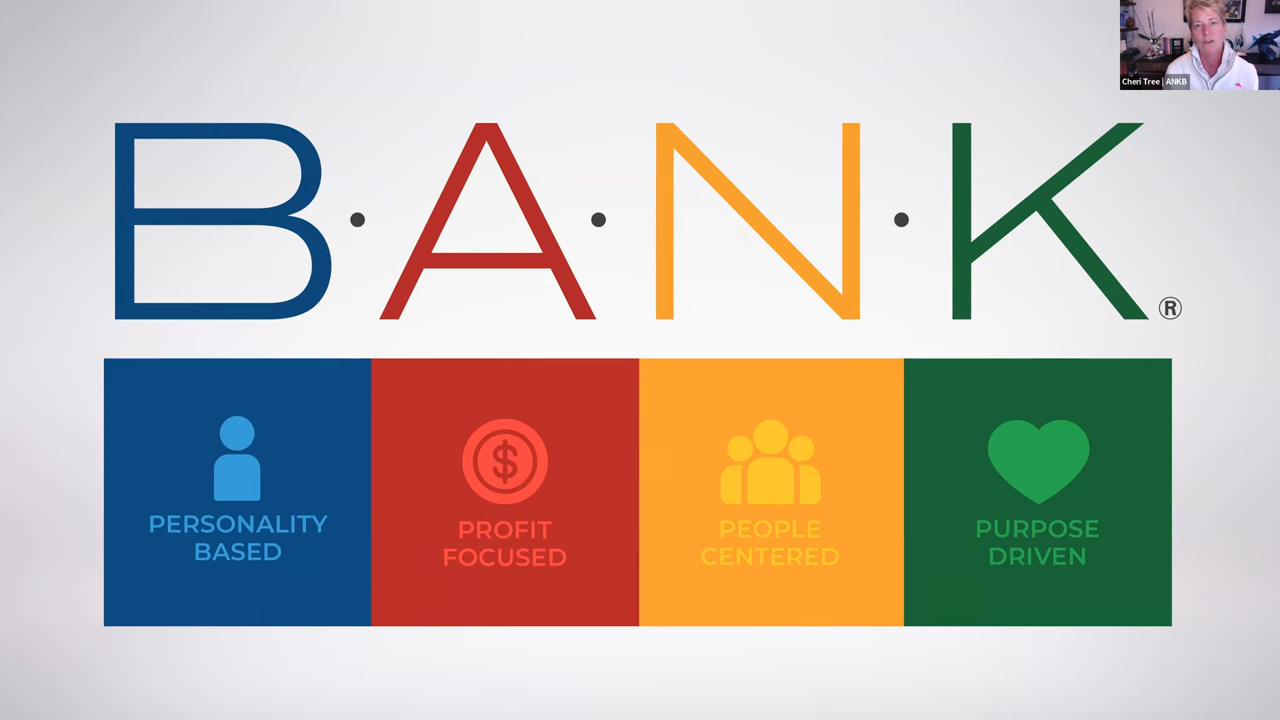 Cheri Tree | ANKB
B·A·N·K®
PERSONALITY
BASED
PROFIT
FOCUSED
PEOPLE
CENTERED
PURPOSE
DRIVEN